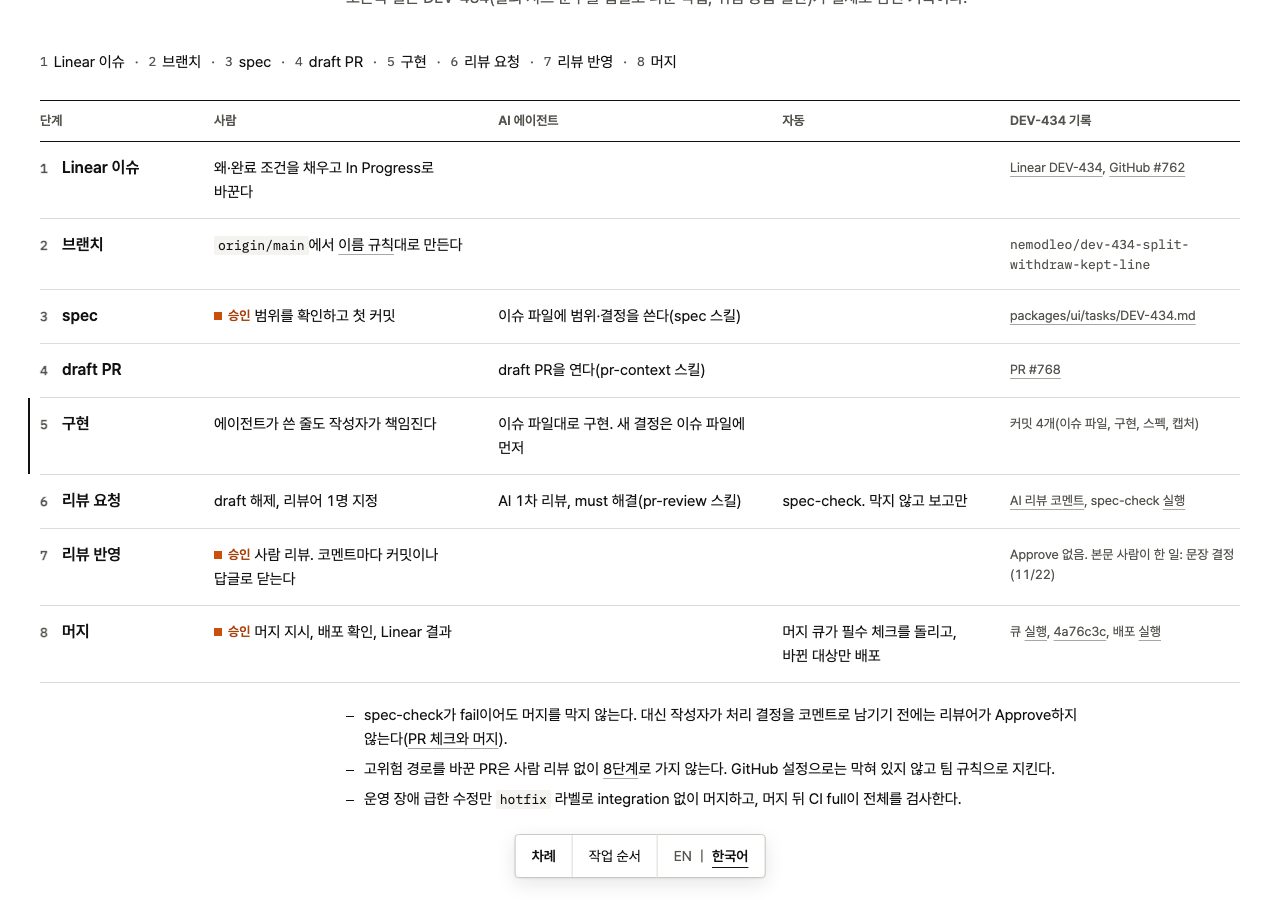 1 Linear 이슈 · 2 브랜치 · 3 spec · 4 draft PR · 5 구현 · 6 리뷰 요청 · 7 리뷰 반영 · 8 머지
단계 사람 AI 에이전트 자동 DEV-434 기록
1 Linear 이슈 왜·완료 조건을 채우고 In Progress로 Linear DEV-434, GitHub #762
바꾼다
2 브랜치 origin/main에서 이름 규칙대로 만든다 nemodleo/dev-434-split-
withdraw-kept-line
3 spec 승인 범위를 확인하고 첫 커밋 이슈 파일에 범위·결정을 쓴다(spec 스킬) packages/ui/tasks/DEV-434.md
4 draft PR draft PR을 연다(pr-context 스킬) PR #768
5 구현 에이전트가 쓴 줄도 작성자가 책임진다 이슈 파일대로 구현. 새 결정은 이슈 파일에 커밋 4개(이슈 파일, 구현, 스펙, 캡처)
먼저
6 리뷰 요청 draft 해제, 리뷰어 1명 지정 AI 1차 리뷰, must 해결(pr-review 스킬) spec-check. 막지 않고 보고만 AI 리뷰 코멘트, spec-check 실행
7 리뷰 반영 승인 사람 리뷰. 코멘트마다 커밋이나 Approve 없음. 본문 사람이 한 일: 문장 결정
답글로 닫는다 (11/22)
8 머지 승인 머지 지시, 배포 확인, Linear 결과 머지 큐가 필수 체크를 돌리고, 큐 실행, 4a76c3c, 배포 실행
바뀐 대상만 배포
– spec-check가 fail이어도 머지를 막지 않는다. 대신 작성자가 처리 결정을 코멘트로 남기기 전에는 리뷰어가 Approve하지
않는다(PR 체크와 머지).
– 고위험 경로를 바꾼 PR은 사람 리뷰 없이 8단계로 가지 않는다. GitHub 설정으로는 막혀 있지 않고 팀 규칙으로 지킨다.
– 운영 장애 급한 수정만 hotfix 라벨로 integration 없이 머지하고, 머지 뒤 CI full이 전체를 검사한다.
차례 작업 순서 EN | 한국어